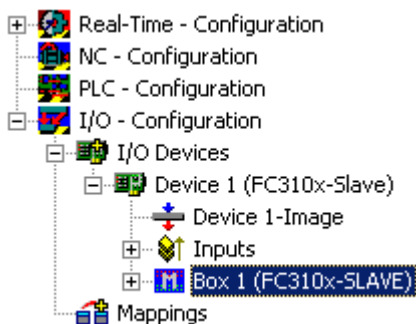 Real-Time - Configuration
NC - Configuration
PLC - Configuration
I/O - Configuration
I/O Devices
Device 1 (FC310x-Slave)
Device 1-Image
Inputs
Box 1 (FC310x-SLAVE)
Mappings